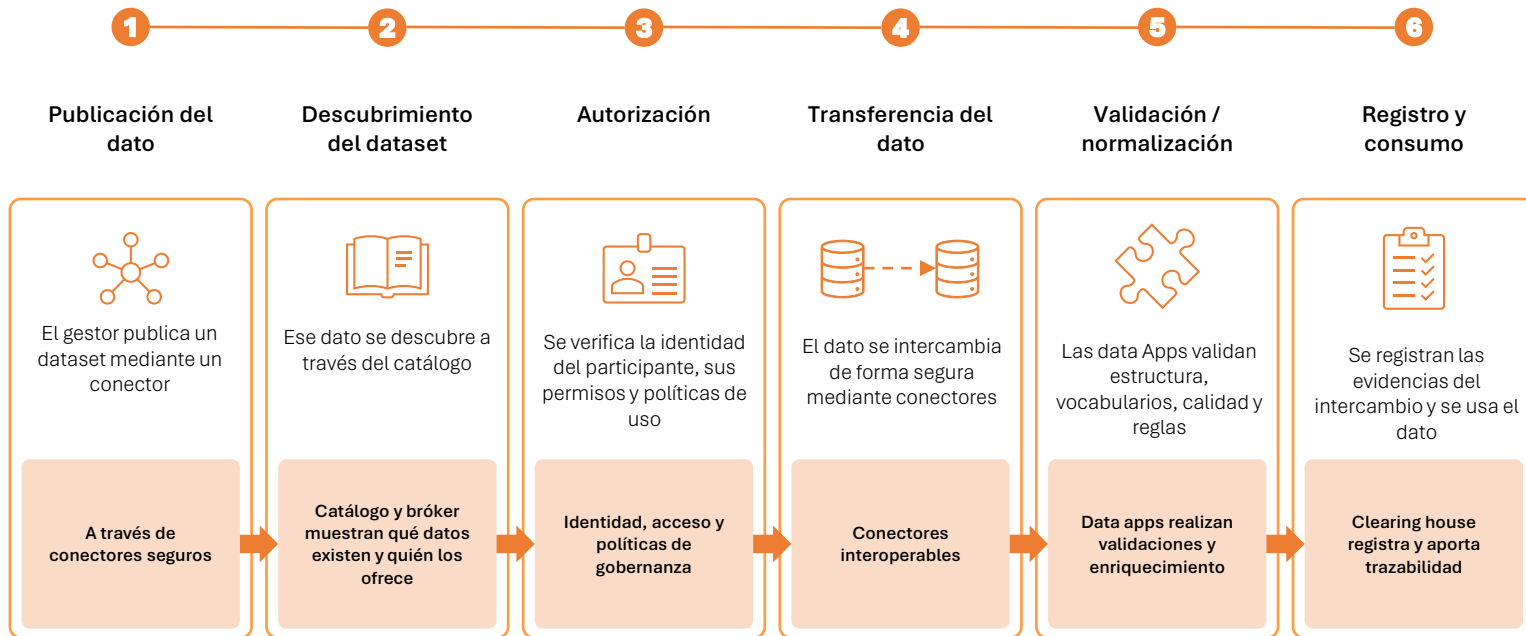 1
2
3
4
5
6
Publicación del
dato
Descubrimiento
del dataset
Autorización
Transferencia del
dato
Validación /
normalización
Registro y
consumo
El gestor publica un
dataset mediante un
conector
Ese dato se descubre a
través del catálogo
Se verifica la identidad
del participante, sus
permisos y políticas de
uso
El dato se intercambia
de forma segura
mediante conectores
Las data Apps validan
estructura,
vocabularios, calidad y
reglas
Se registran las
evidencias del
intercambio y se usa el
dato
A través de
conectores seguros
Catálogo y bróker
muestran qué datos
existen y quién los
ofrece
Identidad, acceso y
políticas de
gobernanza
Conectores
interoperables
Data apps realizan
validaciones y
enriquecimiento
Clearing house
registra y aporta
trazabilidad